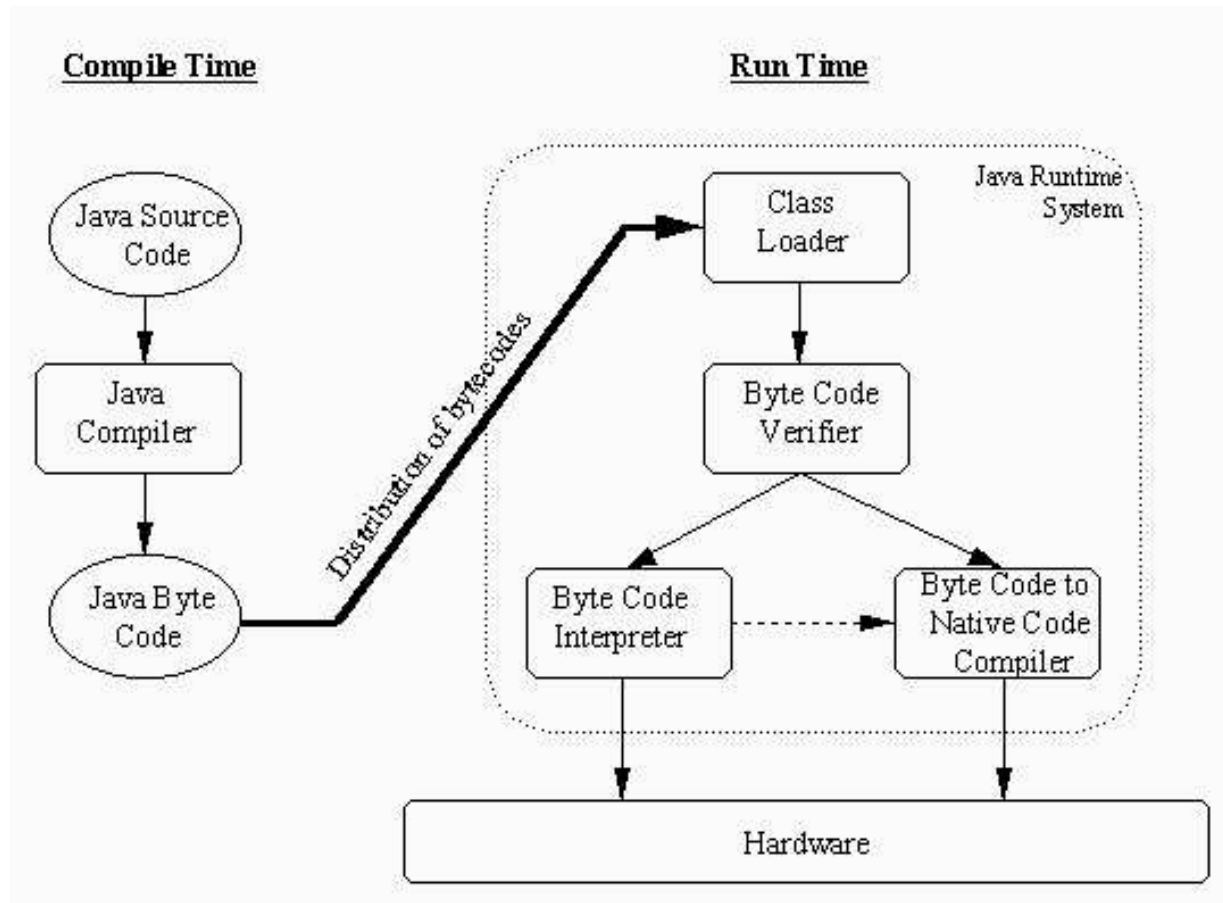 Compile Time
Run Time
Java Source
Code
Java
Compiler
Java Byte
Code
Distribution of bytecodes
Java Runtime
System
Class
Loader
Byte Code
Verifier
Byte Code
Interpreter
Byte Code to
Native Code
Compiler
Hardware